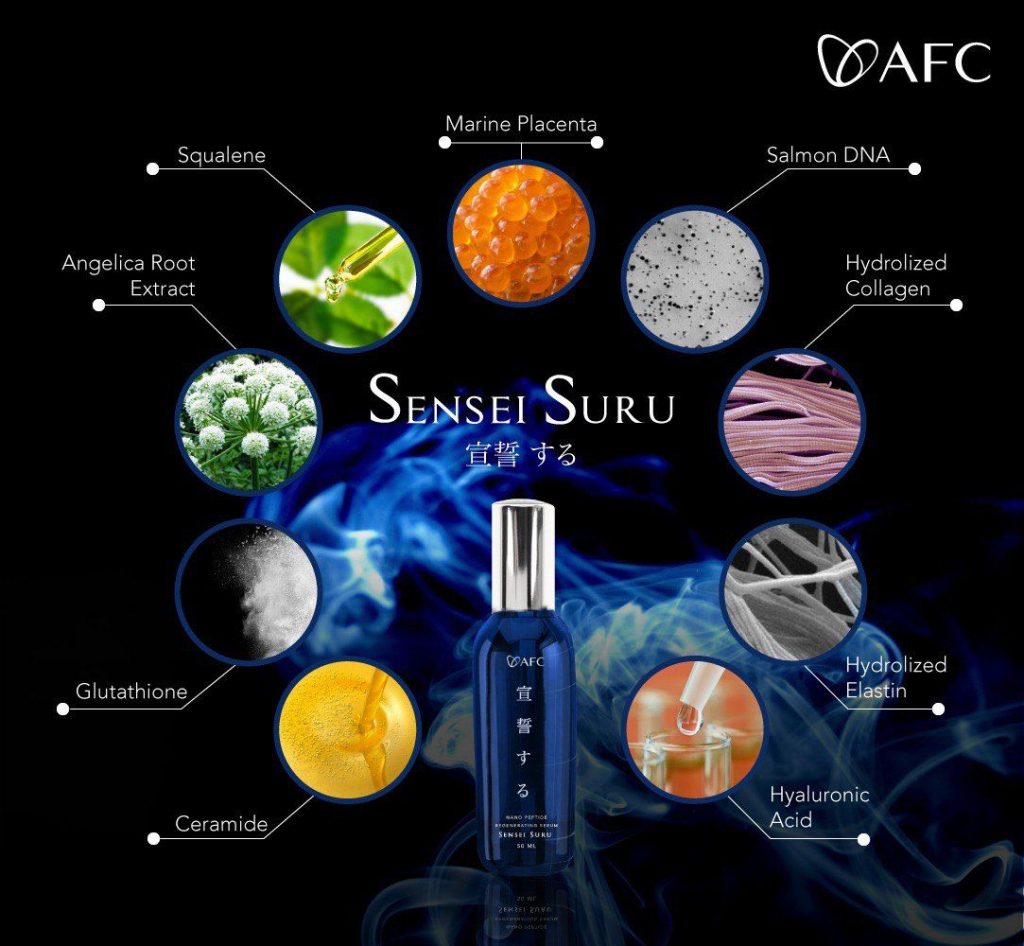 AFC
Marine Placenta
Squalene
Salmon DNA
Angelica Root
Extract
Hydrolized
Collagen
SENSEI SURU
宣誓 する
Glutathione
Hydrolized
Elastin
Ceramide
Hyaluronic
Acid
AFC
宣
誓
す
る
NANO PEPTIDE
REGENERATING SERUM
SENSEI SURU
50 ML